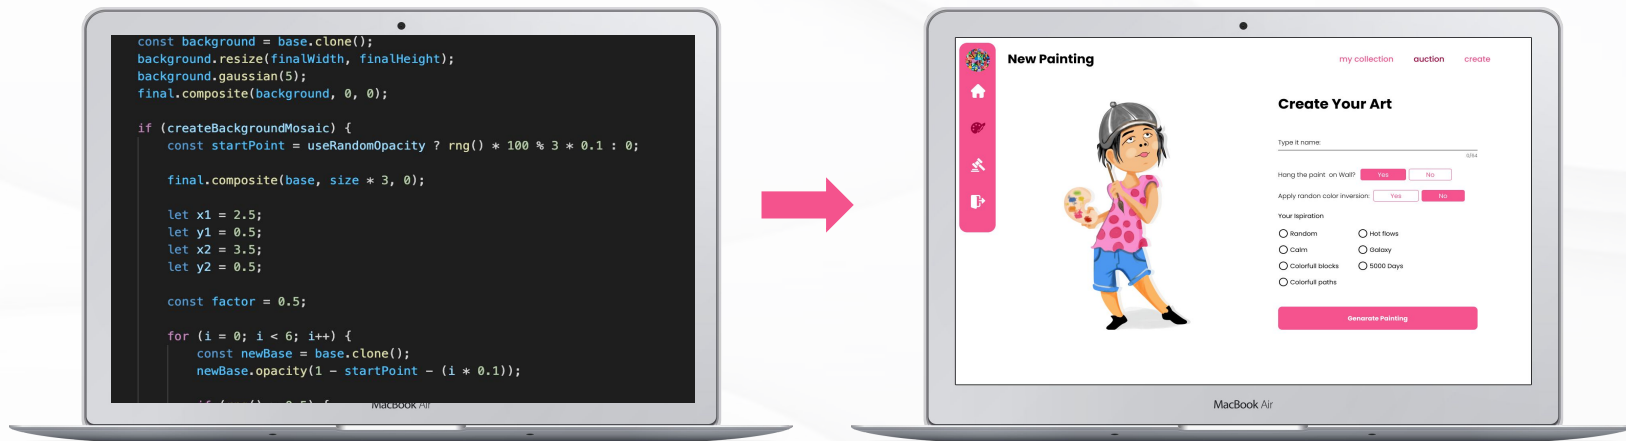 const background = base.clone();
background.resize(finalWidth, finalHeight);
background.gaussian(5);
final.composite(background, 0, 0);
if (createBackgroundMosaic) {
const startPoint = useRandomOpacity ? rng() * 100 % 3 * 0.1 : 0;
final.composite(base, size * 3, 0);
let x1 = 2.5;
let y1 = 0.5;
let x2 = 3.5;
let y2 = 0.5;
const factor = 0.5;
for (i = 0; i < 6; i++) {
const newBase = base.clone();
newBase.opacity(1 - startPoint - (i * 0.1));
MacBook Air
New Painting
my collection auction create
Create Your Art
Type it name:
0/64
Hang the paint on Wall? Yes No
Apply randon color inversion: Yes No
Your Ispiration
Random Hot flows
Calm Galaxy
Colorfull blocks 5000 Days
Colorfull paths
Genarate Painting
MacBook Air